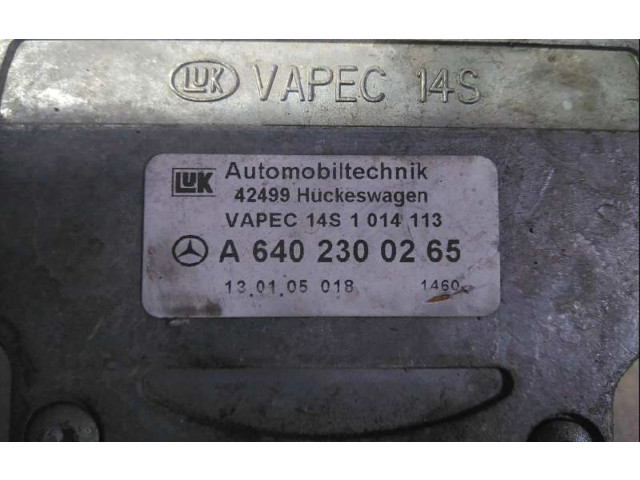 LUK VAPEC 14S
LUK Automobiltechnik
42499 Hückeswagen
VAPEC 14S 1 014 113
A 640 230 02 65
13.01.05 018 1460